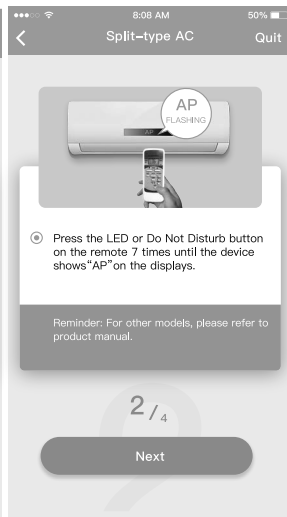 8:08 AM 50%
Split-type AC Quit
AP
FLASHING
AP
Press the LED or Do Not Disturb button
on the remote 7 times until the device
shows“AP”on the displays.
Reminder: For other models, please refer to
product manual.
2/4
Next